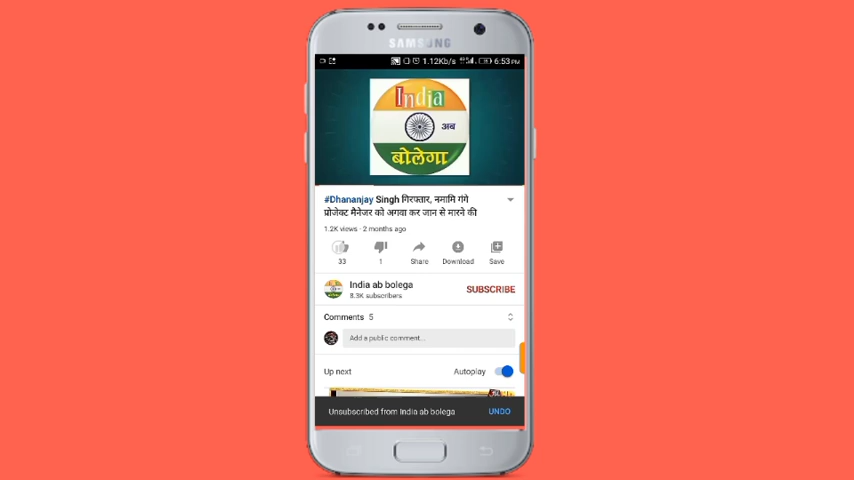 SAMSUNG
1.12Kb/s 6:53 PM
India
अब
बोलेगा
#Dhananjay Singh गिरफ्तार, नमामि गंगे
प्रोजेक्ट मैनेजर को अगवा कर जान से मारने की
1.2K views · 2 months ago
33 1 Share Download Save
India ab bolega SUBSCRIBE
8.3K subscribers
Comments 5
Add a public comment...
Up next Autoplay
Unsubscribed from India ab bolega UNDO